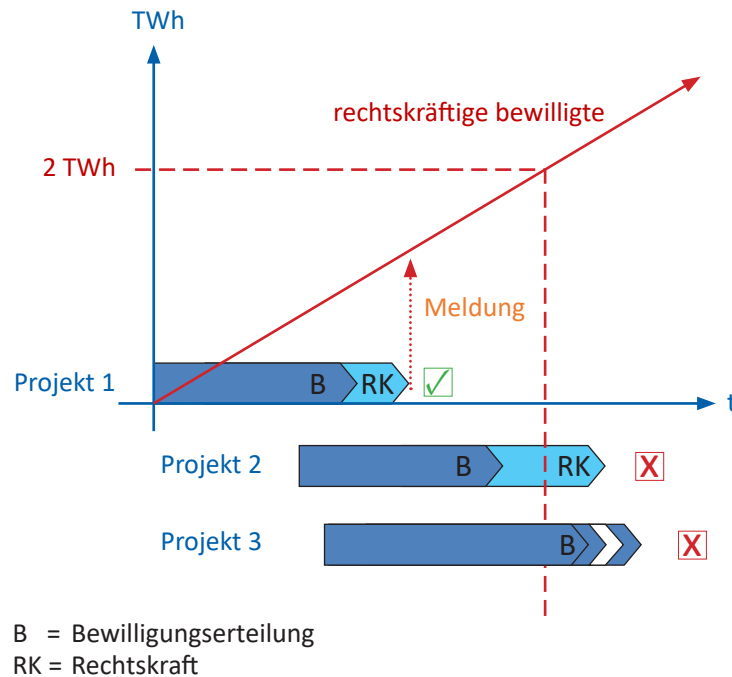 TWh
rechtskräftige bewilligte
2 TWh
Meldung
Projekt 1 B RK ✓
t
Projekt 2 B RK X
Projekt 3 B X
B = Bewilligungserteilung
RK = Rechtskraft